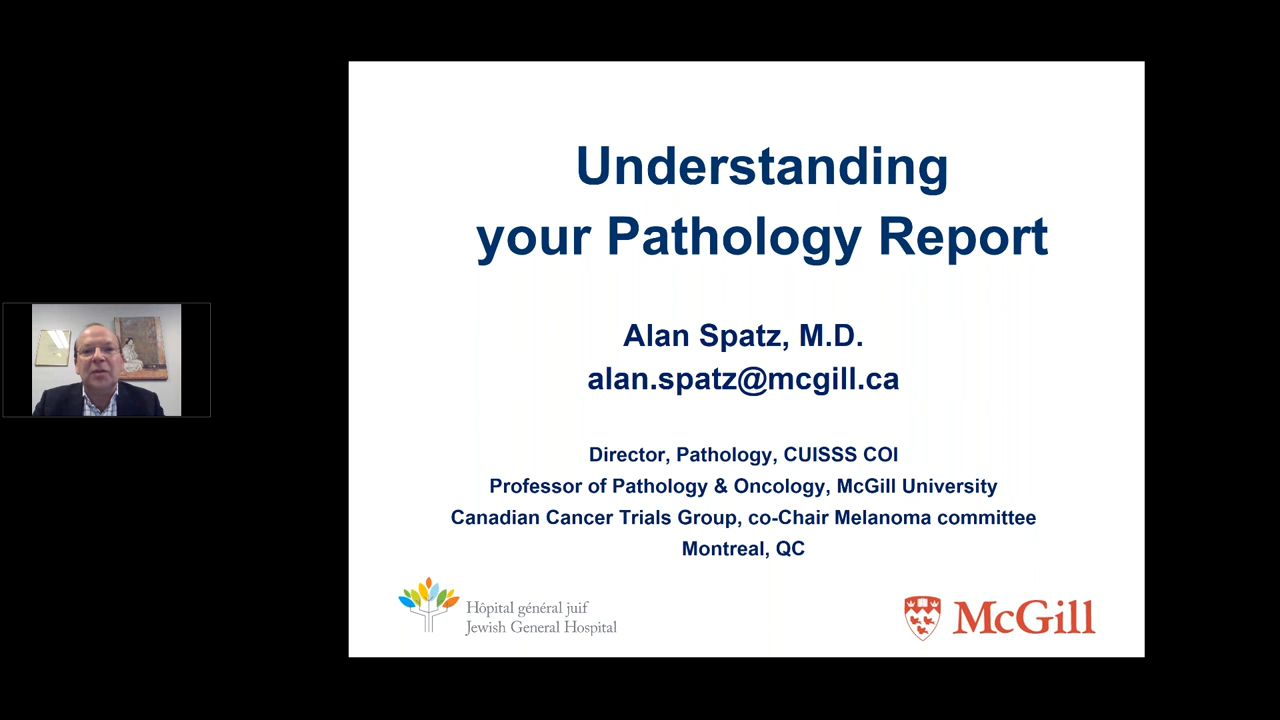 Understanding
your Pathology Report
Alan Spatz, M.D.
alan.spatz@mcgill.ca
Director, Pathology, CUISSS COI
Professor of Pathology & Oncology, McGill University
Canadian Cancer Trials Group, co-Chair Melanoma committee
Montreal, QC
Hôpital général juif
Jewish General Hospital
McGill